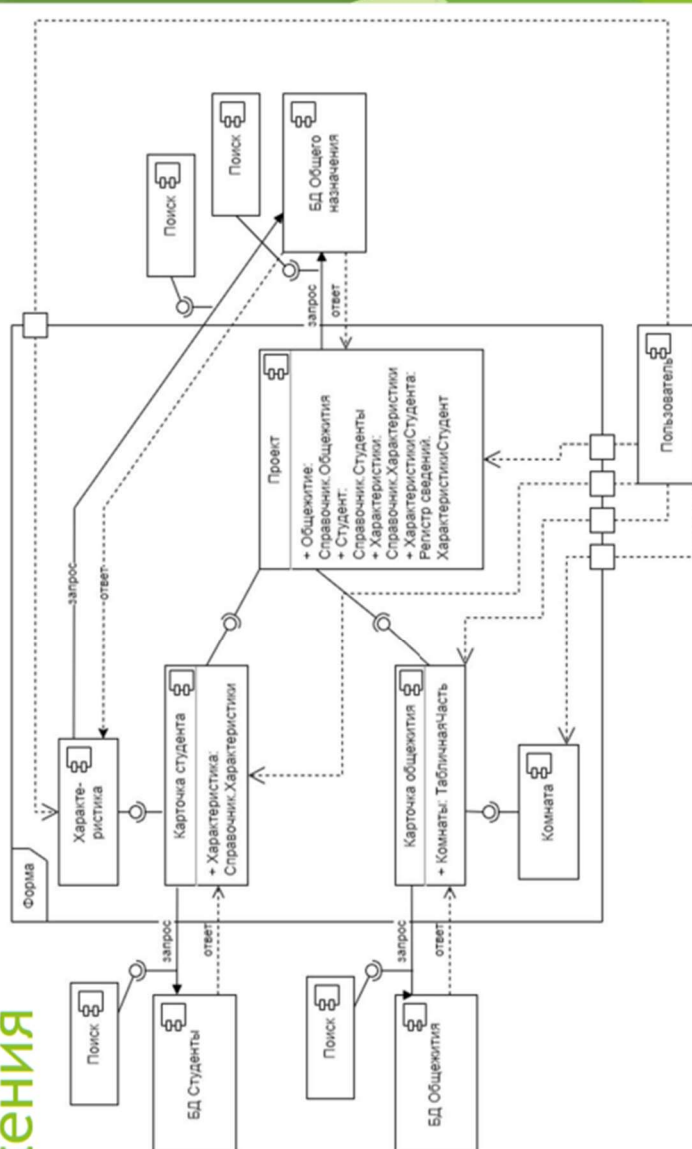 ения
Форма
Поиск
БД Студенты
запрос
ответ
Поиск
БД Общежития
запрос
ответ
Характе-
ристика
запрос
ответ
Карточка студента
+ Характеристика:
Справочник.Характеристики
Карточка общежития
+ Комнаты: ТабличнаяЧасть
Комната
Проект
+ Общежитие:
Справочник.Общежития
+ Студент:
Справочник.Студенты
+ Характеристики:
Справочник.Характеристики
+ ХарактеристикиСтудента:
Регистр сведений.
ХарактеристикиСтудент
запрос
ответ
Поиск
Поиск
БД Общего
назначения
Пользователь